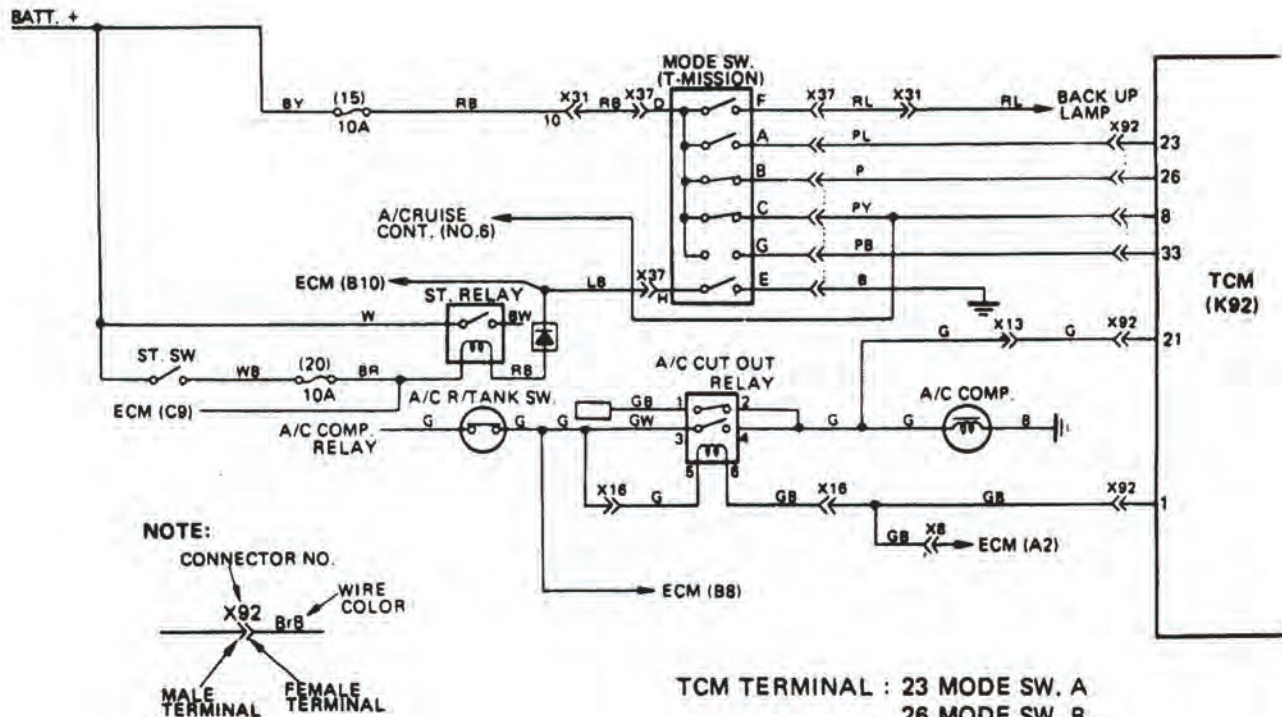 BATT. +
MODE SW.
(T-MISSION)
BY (15) RB X31 RB X37 D F X37 RL X31 RL BACK UP
LAMP
10A 10
X92
A PL 23
B P 26
A/CRUISE
CONT. (NO.6)
C PY 8
G PB 33
ECM (B10) LB X37 H E B
TCM
(K92)
ST. RELAY
W BW
G X13 G X92 21
ST. SW. WB (20) BR RB
10A
A/C CUT OUT
RELAY
ECM (C9)
A/C R/TANK SW.
GB 1 2
A/C COMP.
A/C COMP.
RELAY
G G G GW 3 4 G G B
5 6
X16 G GB X16 GB X92 1
GB X8 ECM (A2)
ECM (B8)
NOTE:
CONNECTOR NO.
WIRE
COLOR
X92 BrB
MALE
TERMINAL
FEMALE
TERMINAL
TCM TERMINAL : 23 MODE SW. A
26 MODE SW. B